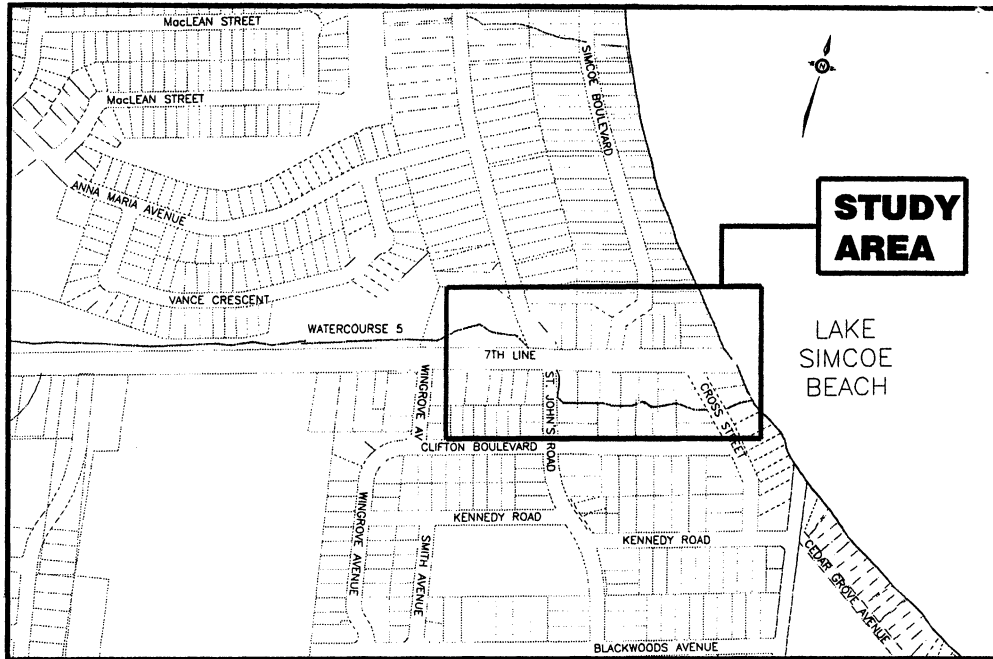 MacLEAN STREET
SIMCOE BOULEVARD
N
MacLEAN STREET
ANNA MARIA AVENUE
STUDY
AREA
VANCE CRESCENT
WATERCOURSE 5
LAKE
SIMCOE
BEACH
7TH LINE
WINGROVE AV
ST. JOHN'S ROAD
CROSS STREET
CLIFTON BOULEVARD
WINGROVE AVENUE
SMITH AVENUE
KENNEDY ROAD
KENNEDY ROAD
CEDAR GROVE AVENUE
BLACKWOODS AVENUE